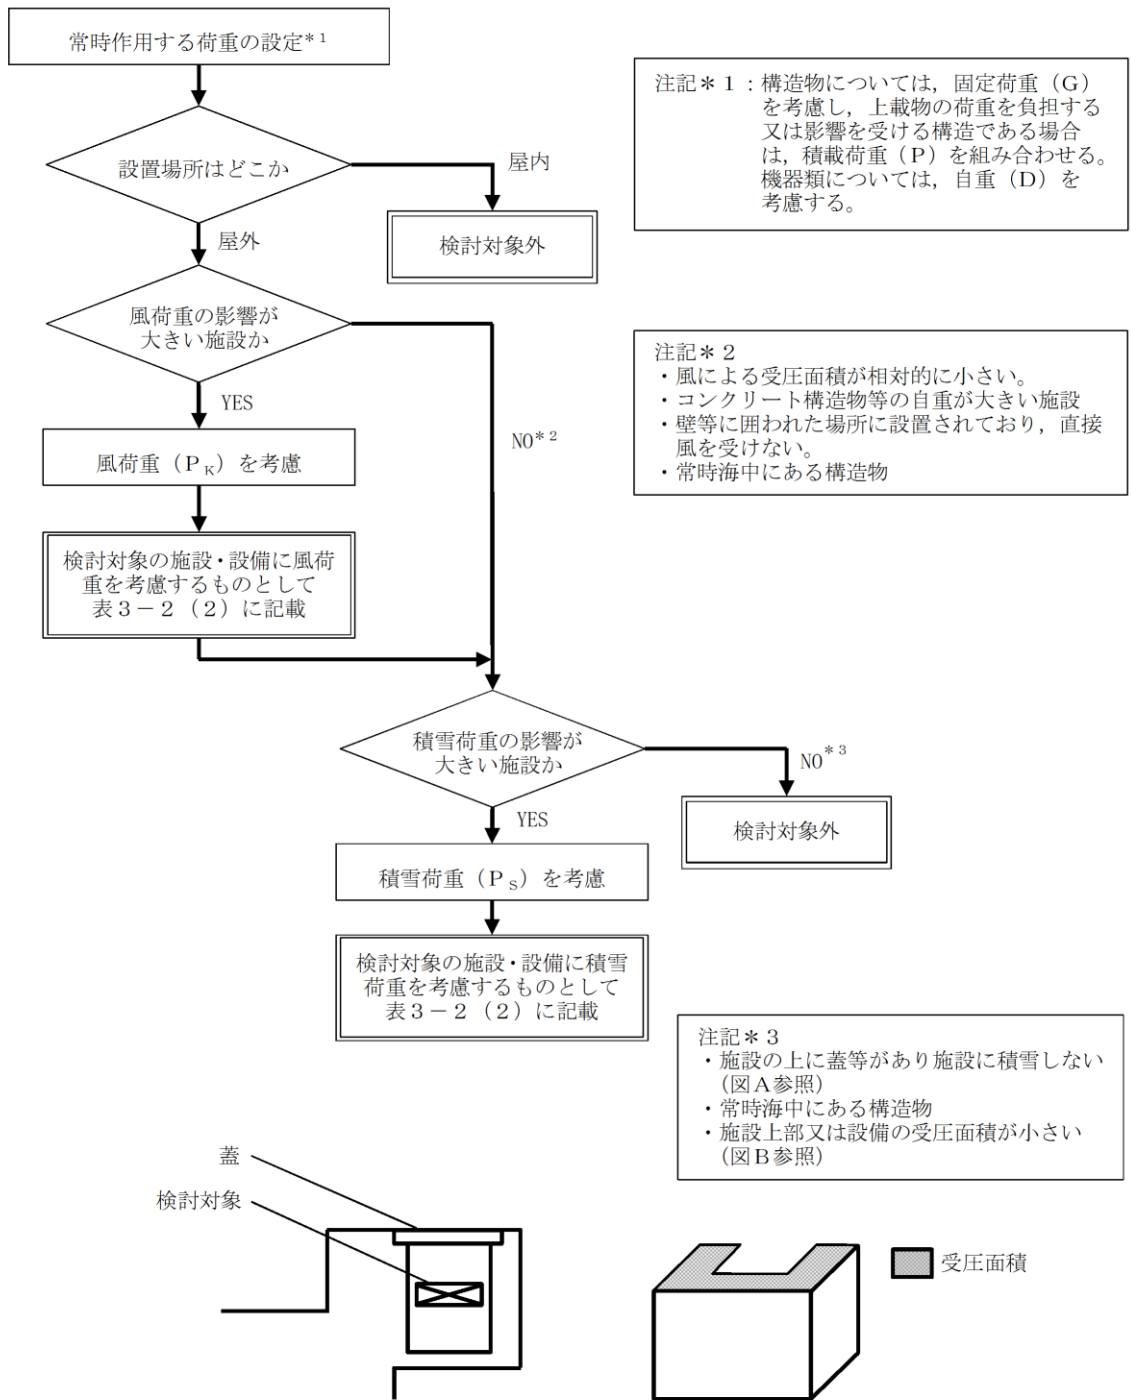 常時作用する荷重の設定*1
設置場所はどこか
屋内
検討対象外
屋外
風荷重の影響が
大きい施設か
YES
NO*2
風荷重（PK）を考慮
検討対象の施設・設備に風荷
重を考慮するものとして
表３－２（２）に記載
積雪荷重の影響が
大きい施設か
NO*3
検討対象外
YES
積雪荷重（PS）を考慮
検討対象の施設・設備に積雪
荷重を考慮するものとして
表３－２（２）に記載
注記＊１：構造物については，固定荷重（G）
を考慮し，上載物の荷重を負担する
又は影響を受ける構造である場合
は，積載荷重（P）を組み合わせる。
機器類については，自重（D）を
考慮する。
注記＊２
・風による受圧面積が相対的に小さい。
・コンクリート構造物等の自重が大きい施設
・壁等に囲われた場所に設置されており，直接
風を受けない。
・常時海中にある構造物
注記＊３
・施設の上に蓋等があり施設に積雪しない
（図A参照）
・常時海中にある構造物
・施設上部又は設備の受圧面積が小さい
（図B参照）
蓋
検討対象
受圧面積